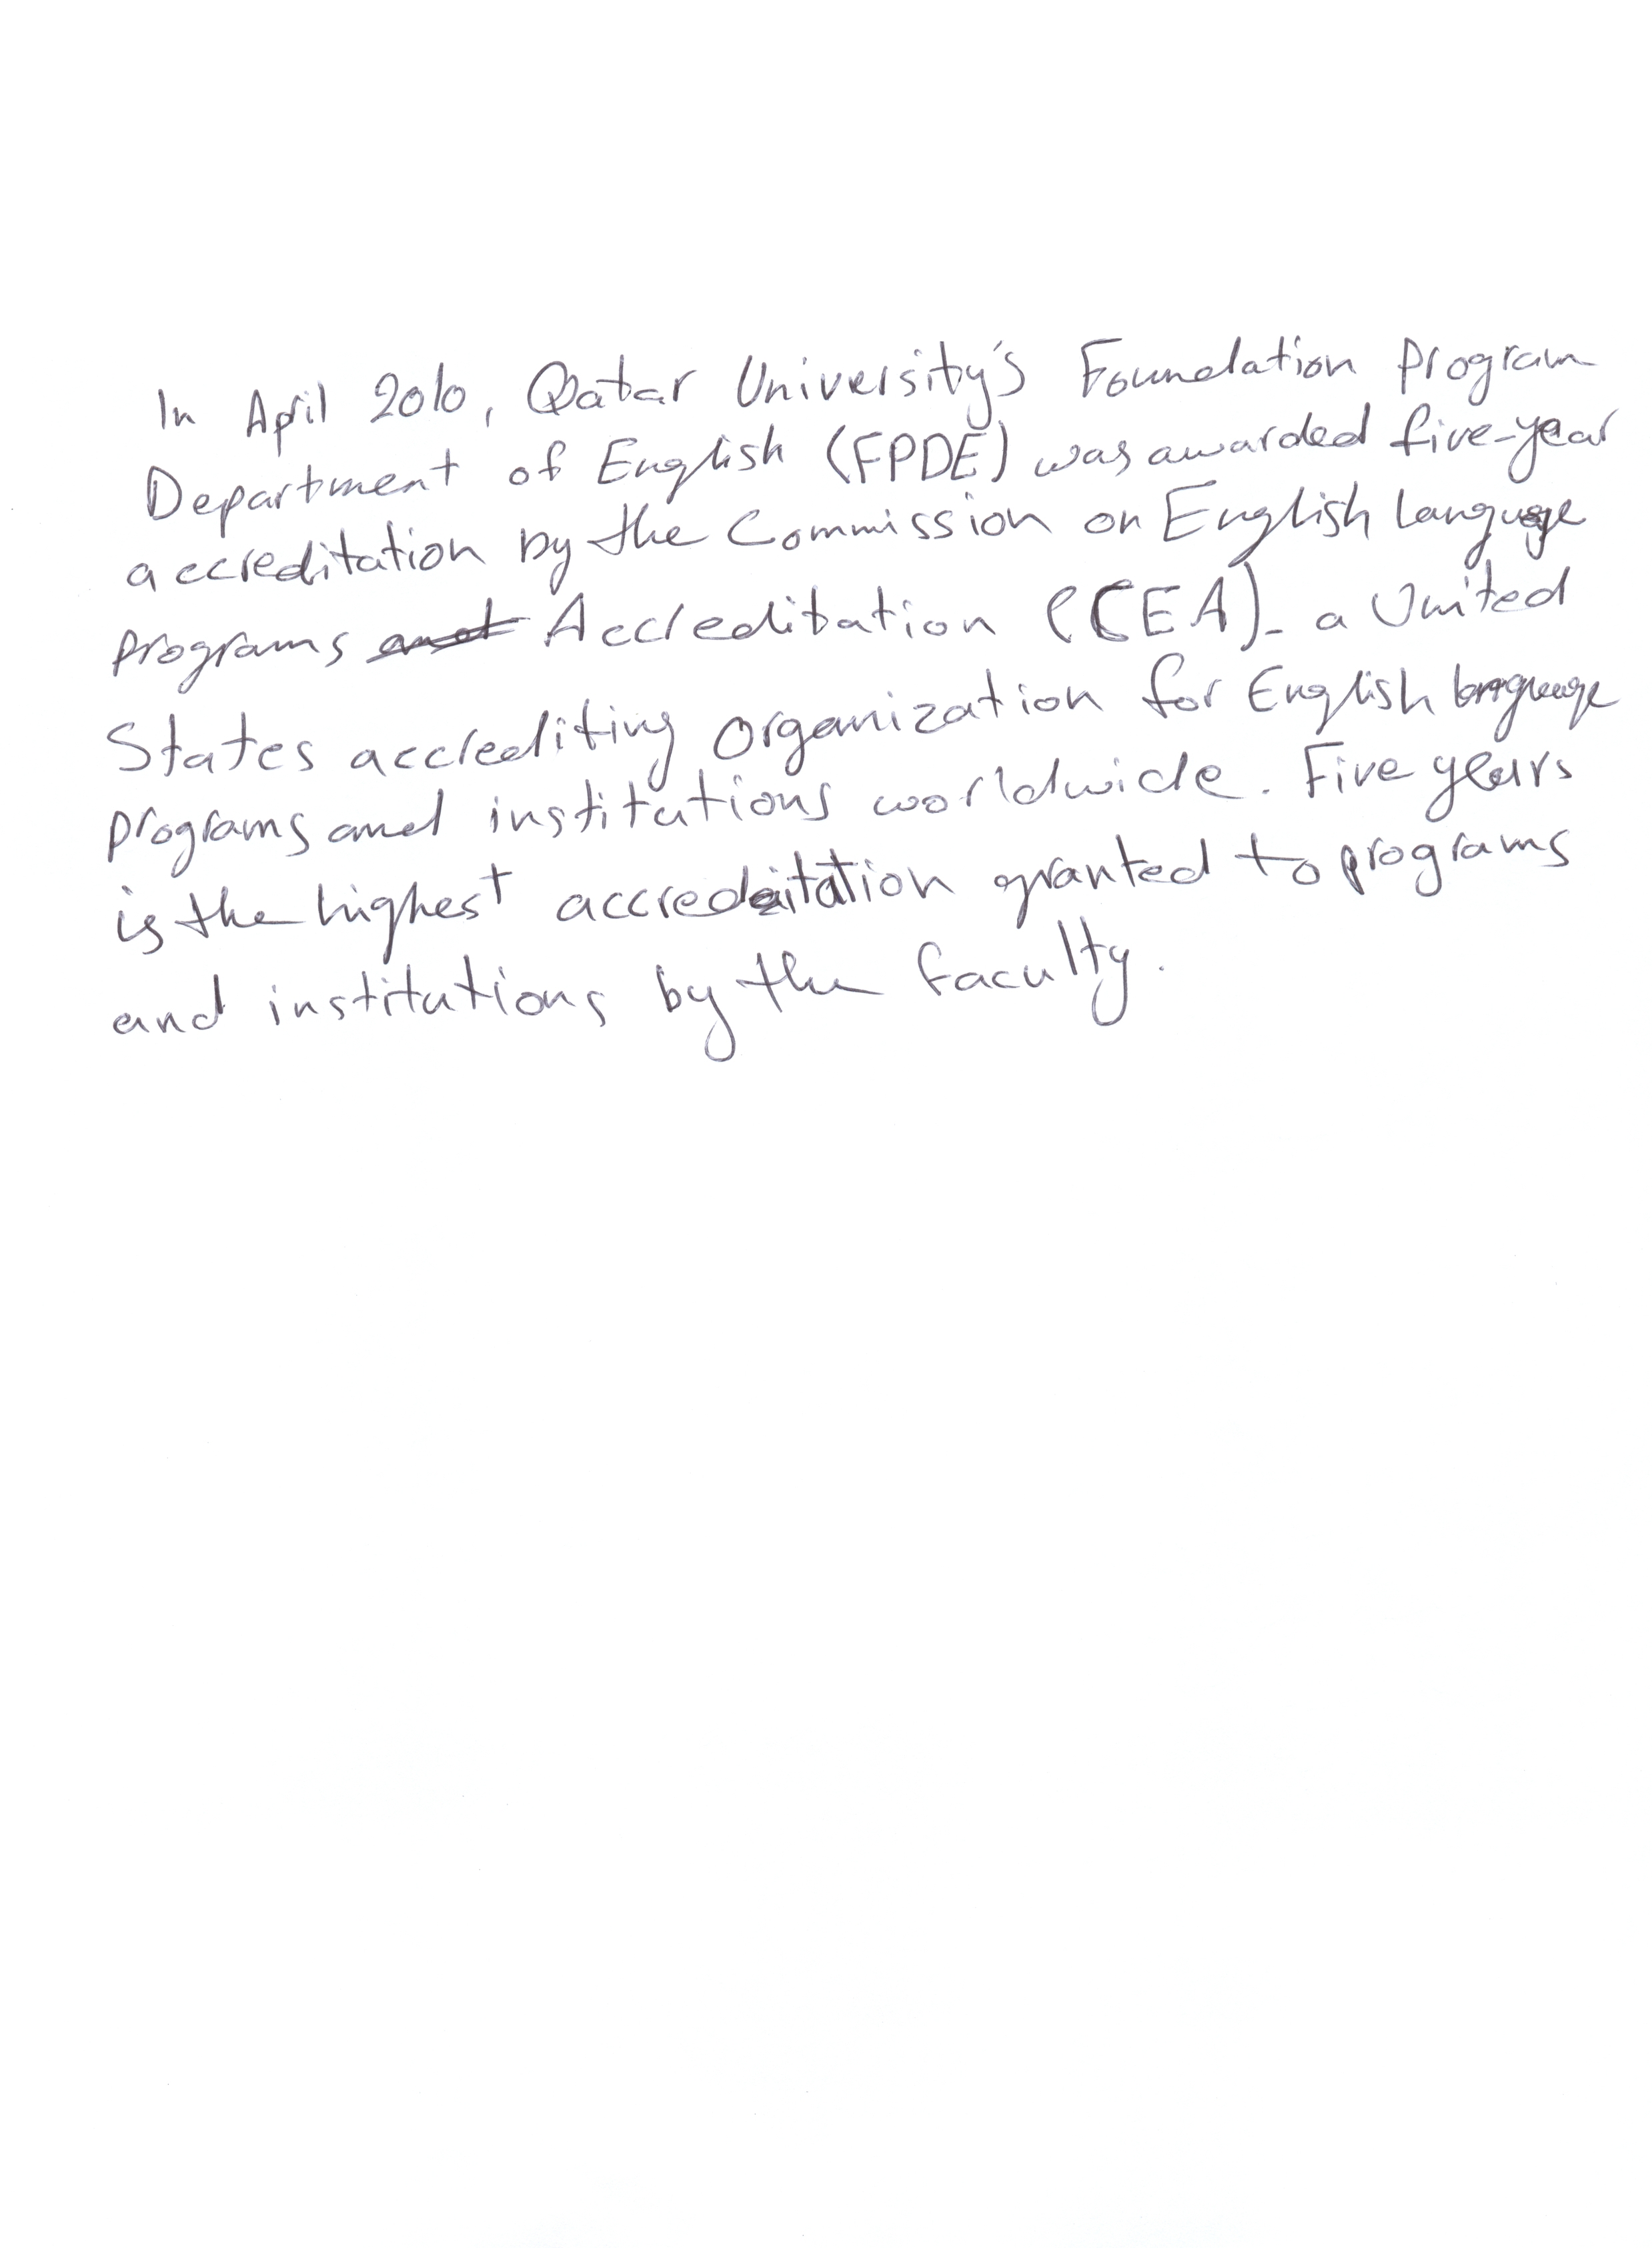 In April 2010, Qatar University's Foundation Program
Department of English (FPDE) was awarded five-year
accreditation by the Commission on English language
programs Accreditation (CEA)- a United
States accrediting organization for English language
programs and institutions worldwide. Five years
is the highest accreditation granted to programs
and institutions by the faculty.